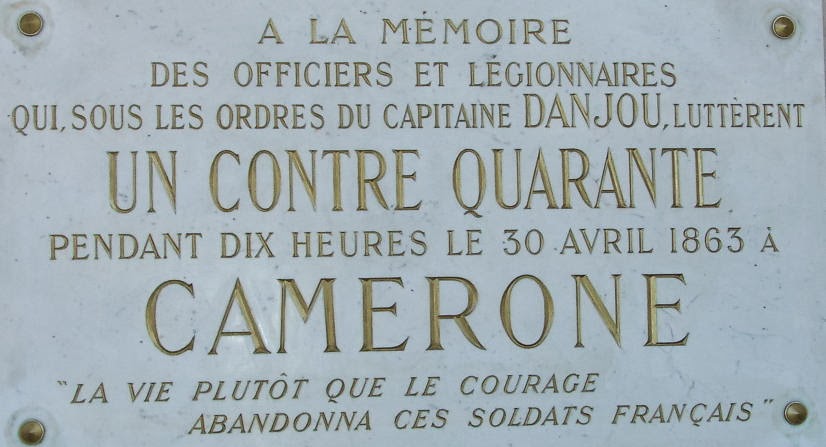 A LA MÉMOIRE
DES OFFICIERS ET LÉGIONNAIRES
QUI, SOUS LES ORDRES DU CAPITAINE DANJOU, LUTTÈRENT
UN CONTRE QUARANTE
PENDANT DIX HEURES LE 30 AVRIL 1863 À
CAMERONE
"LA VIE PLUTÔT QUE LE COURAGE
ABANDONNA CES SOLDATS FRANÇAIS"